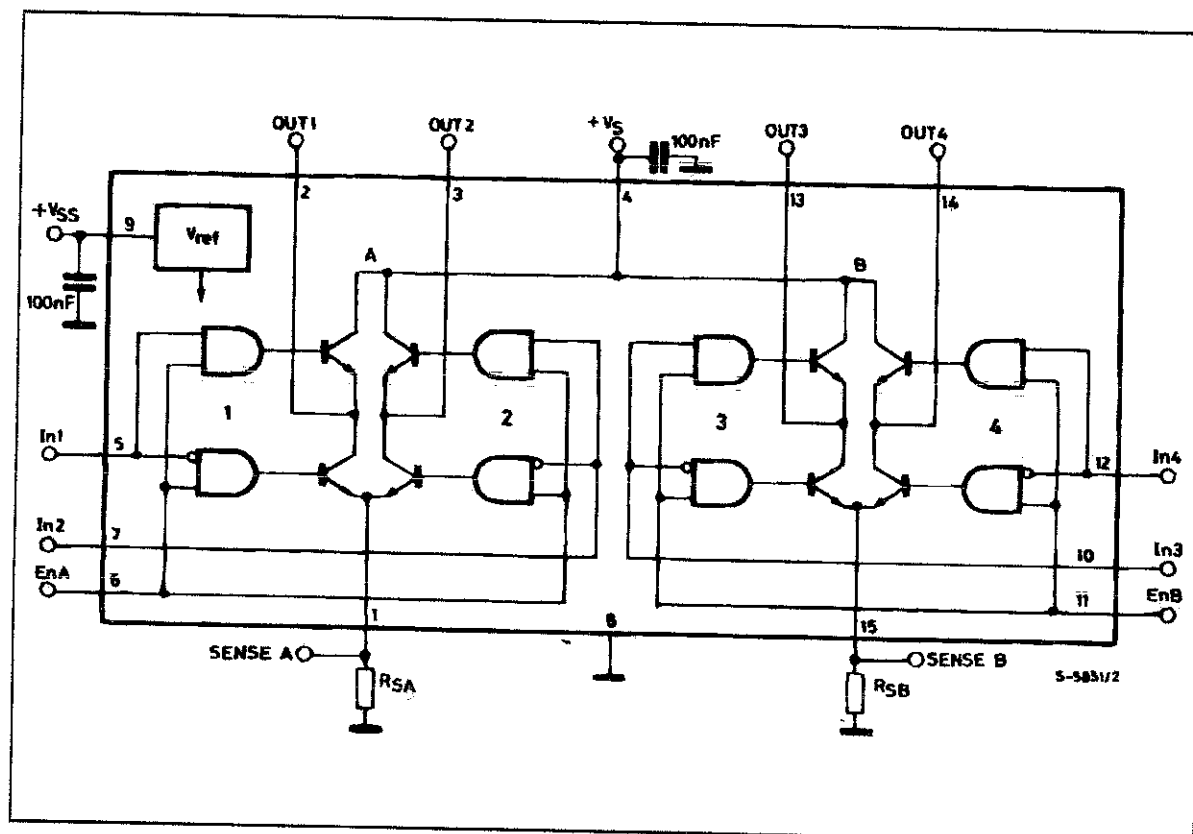 OUT1
OUT2
+VS
100nF
OUT3
OUT4
2
3
4
13
14
+VSS
9
Vref
A
B
100nF
1
2
3
4
In1
5
12
In4
In2
7
10
In3
EnA
6
11
EnB
1
8
15
SENSE A
SENSE B
S-5851/2
RSA
RSB